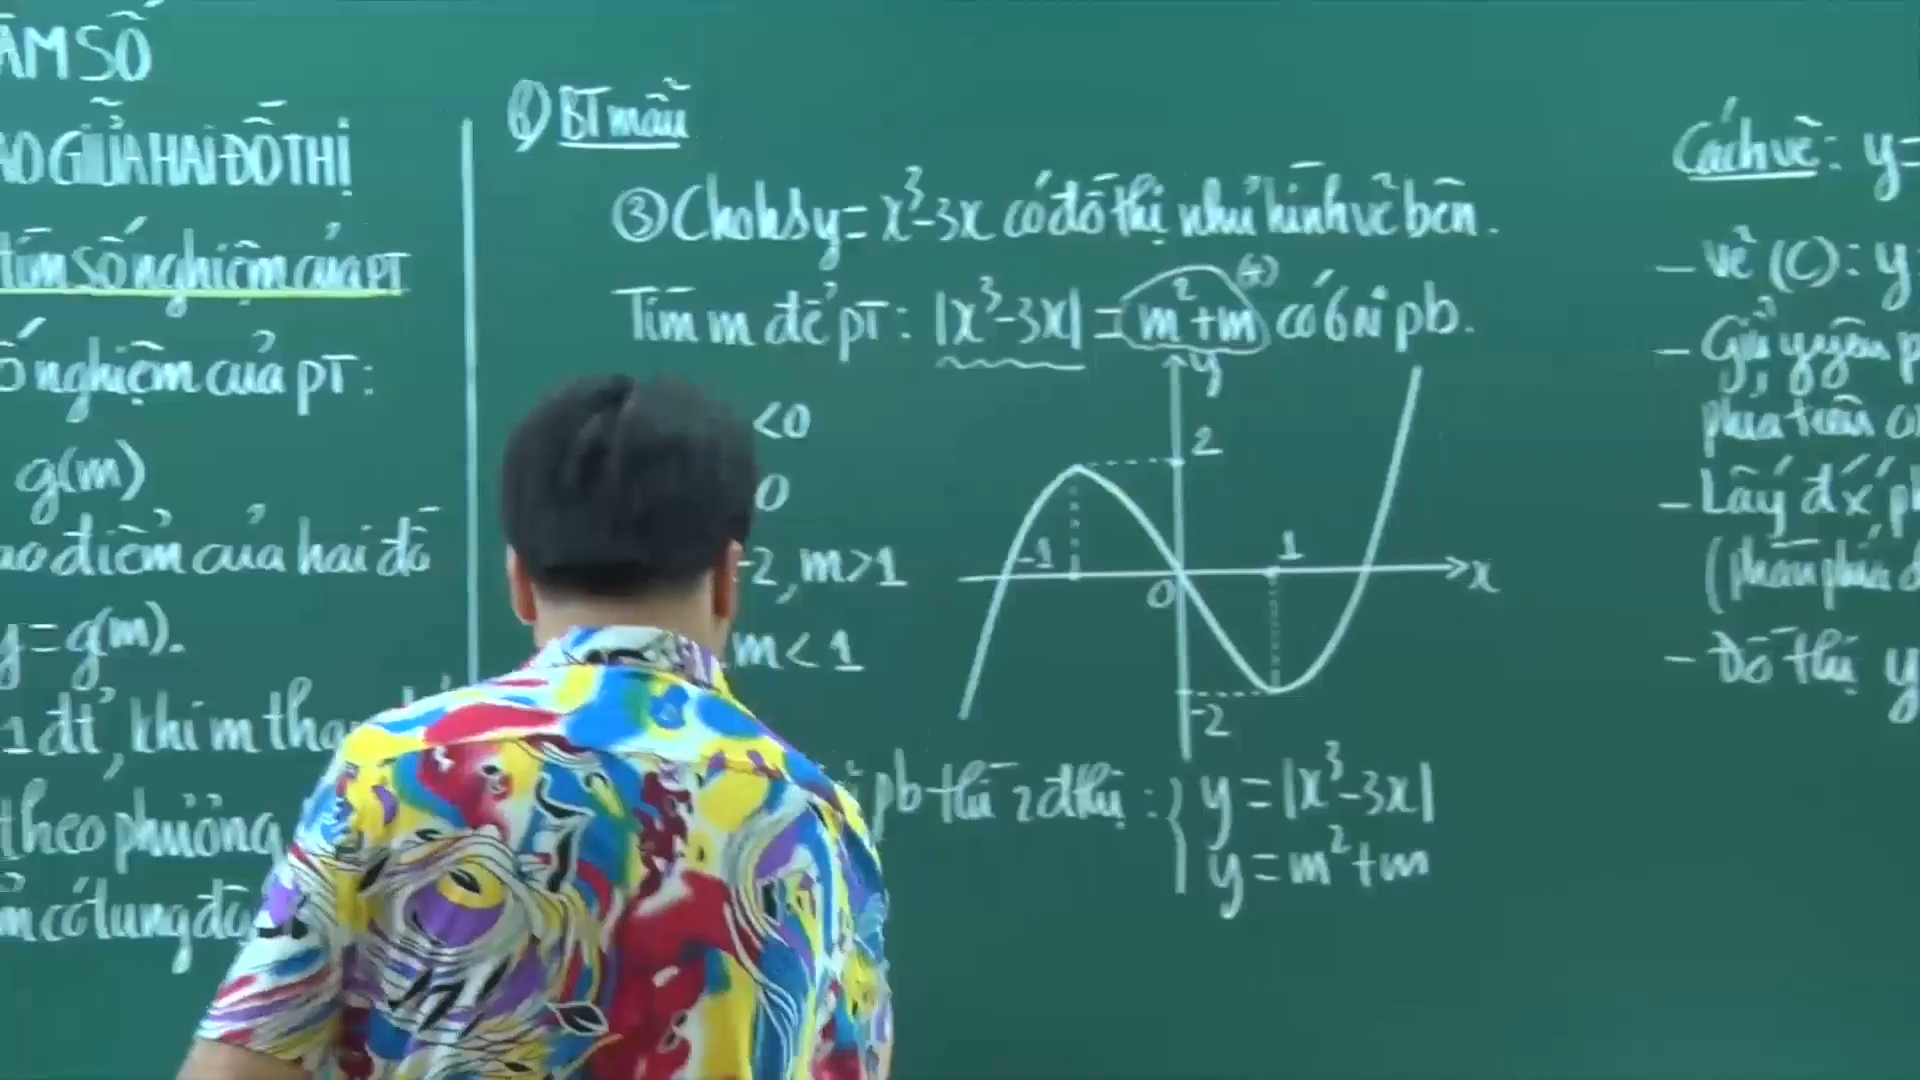 ÀM SỐ
AO GIỮA HAI ĐỒ THỊ
tìm số nghiệm của PT
ố nghiệm của PT:
g(m)
ao điểm của hai đồ
y = g(m).
1 đt, khi m tha
theo phương
m có tung độ
B) BT mẫu
③ Cho hs y = x³-3x có đồ thị như hình vẽ bên.
Tìm m để PT: |x³-3x| = m²+m (*) có 6 N pb.
<0
0
-2, m>1
m<1
y
2
-1
1
0
x
-2
pb thì 2 đthị : { y = |x³-3x|
y = m²+m
Cách vẽ: y=
- Vẽ (C): y
- Giữ nguyên p
phía trên O
- Lấy đx ph
(phần phía d
- Đồ thị y